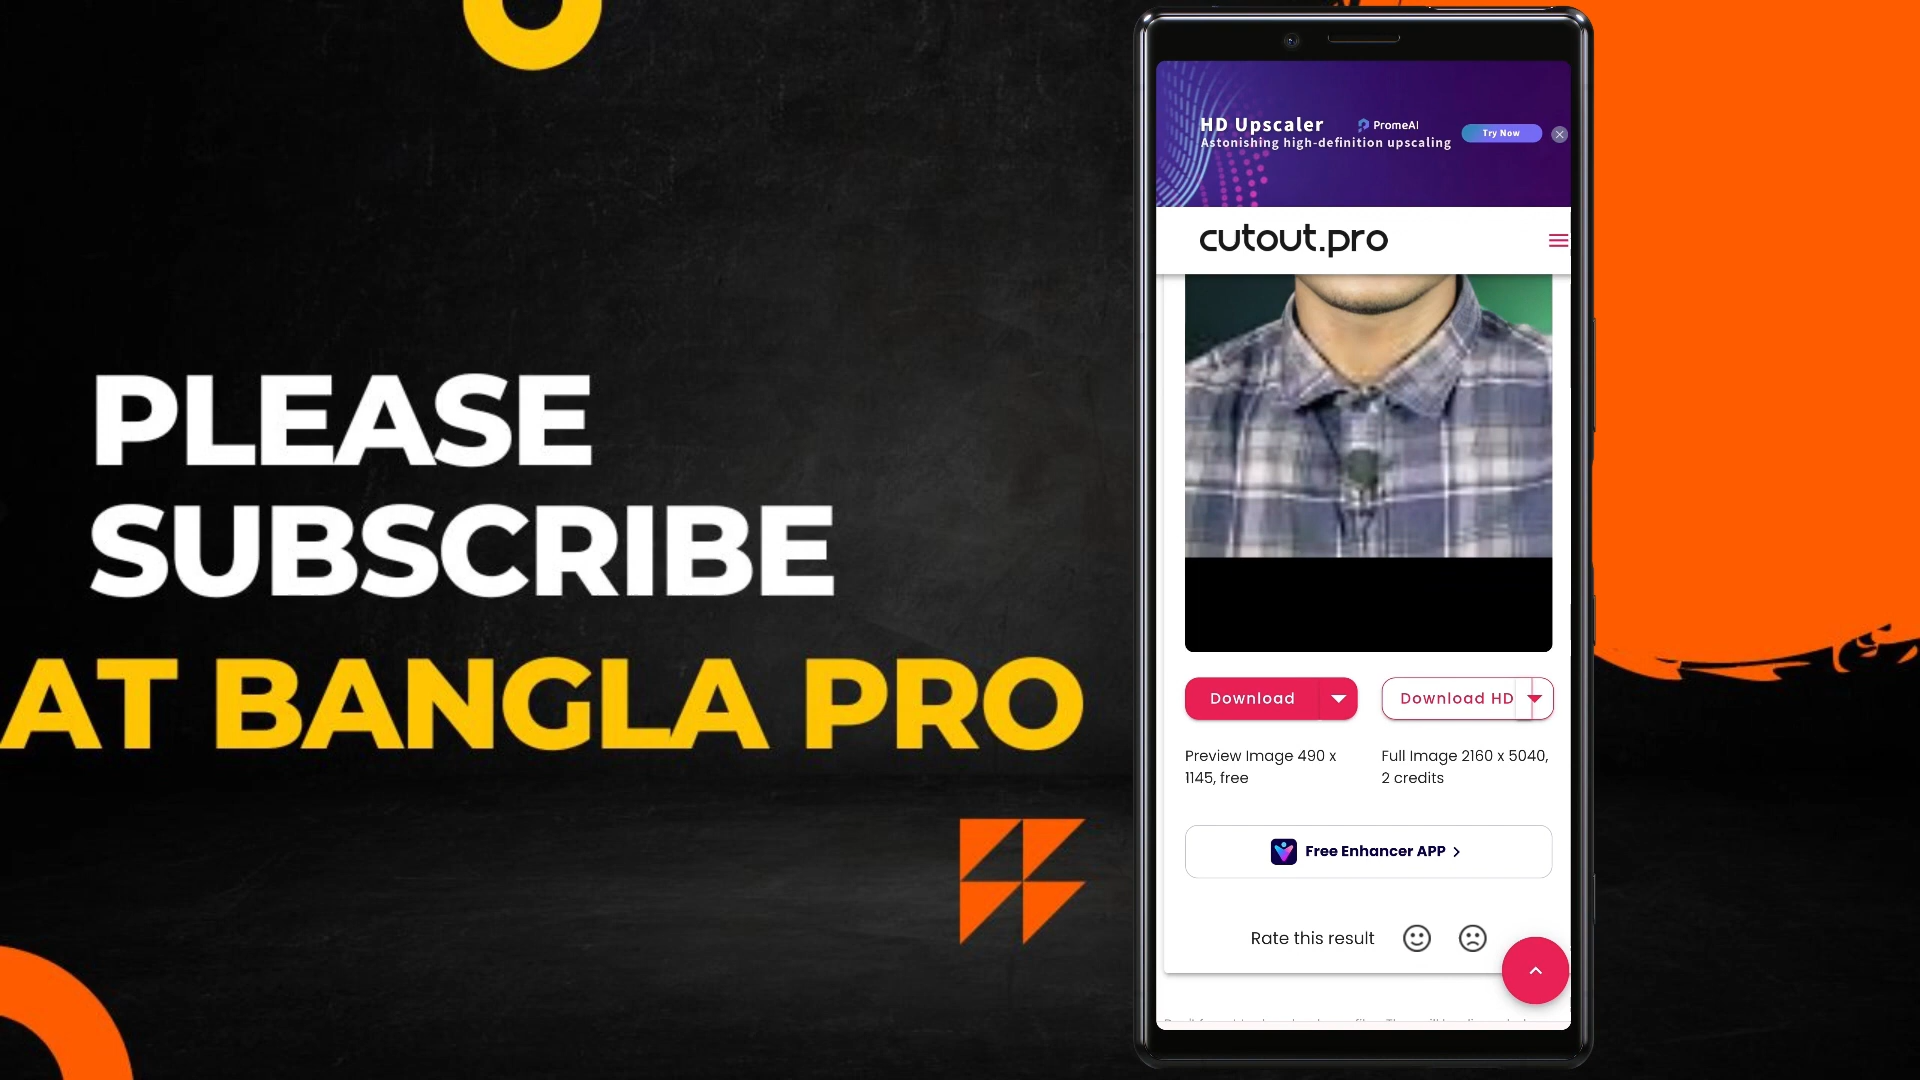 PLEASE
SUBSCRIBE
AT BANGLA PRO
HD Upscaler
PromeAI
Astonishing high-definition upscaling
Try Now
cutout.pro
Download
Download HD
Preview Image 490 x
1145, free
Full Image 2160 x 5040,
2 credits
Free Enhancer APP
Rate this result